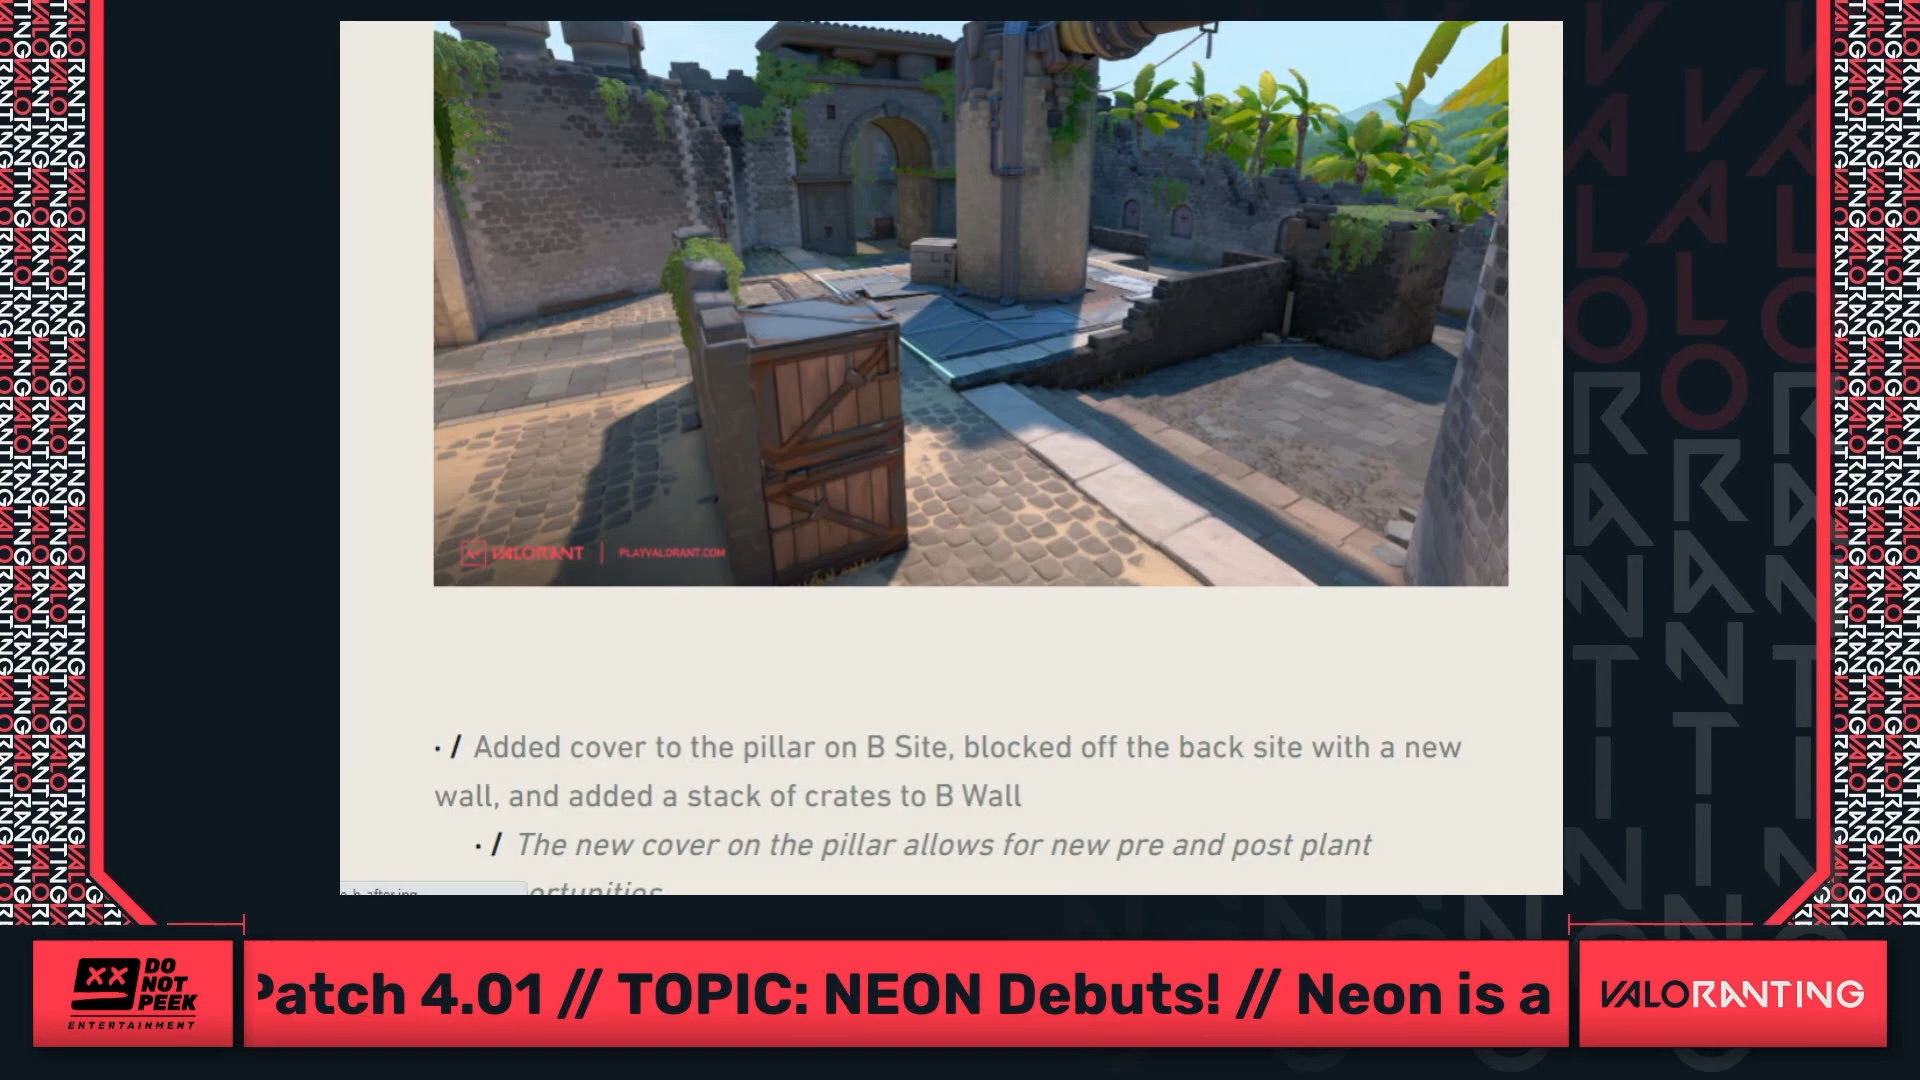 VALORANT | PLAYVALORANT.COM
· / Added cover to the pillar on B Site, blocked off the back site with a new
wall, and added a stack of crates to B Wall
· / The new cover on the pillar allows for new pre and post plant
DO
NOT
PEEK
ENTERTAINMENT
Patch 4.01 // TOPIC: NEON Debuts! // Neon is a
VALORANTING